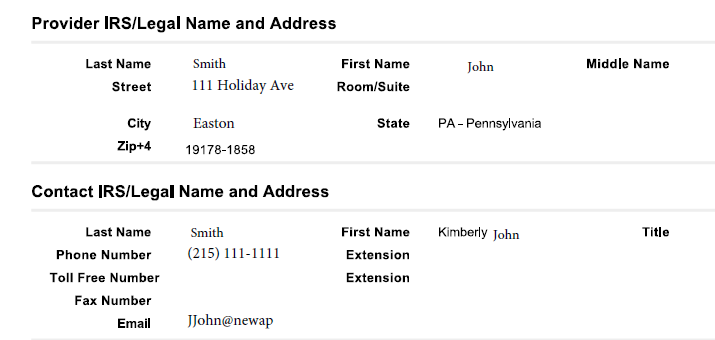 Provider IRS/Legal Name and Address
Last Name Smith First Name John Middle Name
Street 111 Holiday Ave Room/Suite
City Easton State PA - Pennsylvania
Zip+4 19178-1858
Contact IRS/Legal Name and Address
Last Name Smith First Name Kimberly John Title
Phone Number (215) 111-1111 Extension
Toll Free Number Extension
Fax Number
Email JJohn@newap